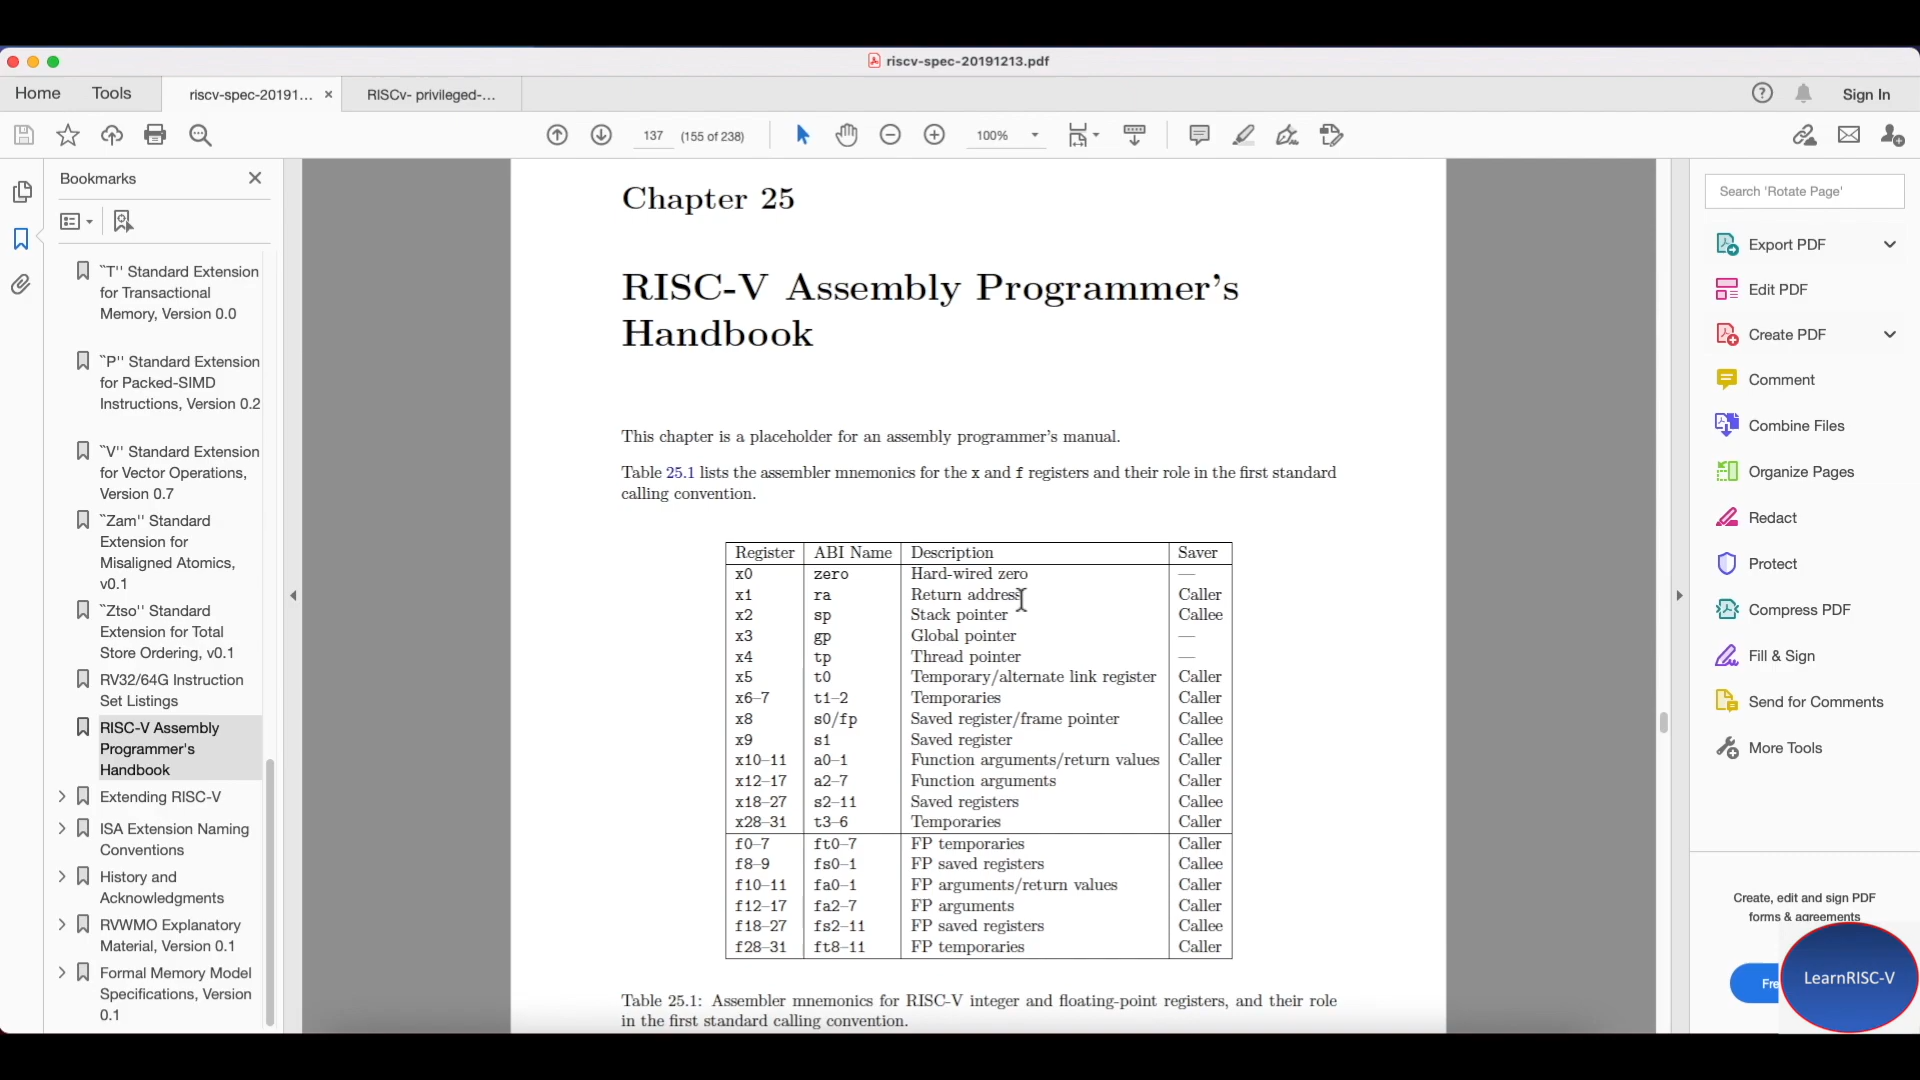 riscv-spec-20191213.pdf
Home Tools riscv-spec-20191... × RISCv- privileged-... Sign In
137 (155 of 238) 100%
Bookmarks
``T'' Standard Extension
for Transactional
Memory, Version 0.0
``P'' Standard Extension
for Packed-SIMD
Instructions, Version 0.2
``V'' Standard Extension
for Vector Operations,
Version 0.7
``Zam'' Standard
Extension for
Misaligned Atomics,
v0.1
``Ztso'' Standard
Extension for Total
Store Ordering, v0.1
RV32/64G Instruction
Set Listings
RISC-V Assembly
Programmer's
Handbook
Extending RISC-V
ISA Extension Naming
Conventions
History and
Acknowledgments
RVWMO Explanatory
Material, Version 0.1
Formal Memory Model
Specifications, Version
0.1
Chapter 25
RISC-V Assembly Programmer’s
Handbook
This chapter is a placeholder for an assembly programmer’s manual.
Table 25.1 lists the assembler mnemonics for the x and f registers and their role in the first standard
calling convention.
Register ABI Name Description Saver
x0 zero Hard-wired zero —
x1 ra Return address Caller
x2 sp Stack pointer Callee
x3 gp Global pointer —
x4 tp Thread pointer —
x5 t0 Temporary/alternate link register Caller
x6–7 t1–2 Temporaries Caller
x8 s0/fp Saved register/frame pointer Callee
x9 s1 Saved register Callee
x10–11 a0–1 Function arguments/return values Caller
x12–17 a2–7 Function arguments Caller
x18–27 s2–11 Saved registers Callee
x28–31 t3–6 Temporaries Caller
f0–7 ft0–7 FP temporaries Caller
f8–9 fs0–1 FP saved registers Callee
f10–11 fa0–1 FP arguments/return values Caller
f12–17 fa2–7 FP arguments Caller
f18–27 fs2–11 FP saved registers Callee
f28–31 ft8–11 FP temporaries Caller
Table 25.1: Assembler mnemonics for RISC-V integer and floating-point registers, and their role
in the first standard calling convention.
Search 'Rotate Page'
Export PDF
Edit PDF
Create PDF
Comment
Combine Files
Organize Pages
Redact
Protect
Compress PDF
Fill & Sign
Send for Comments
More Tools
Create, edit and sign PDF
forms & agreements
LearnRISC-V